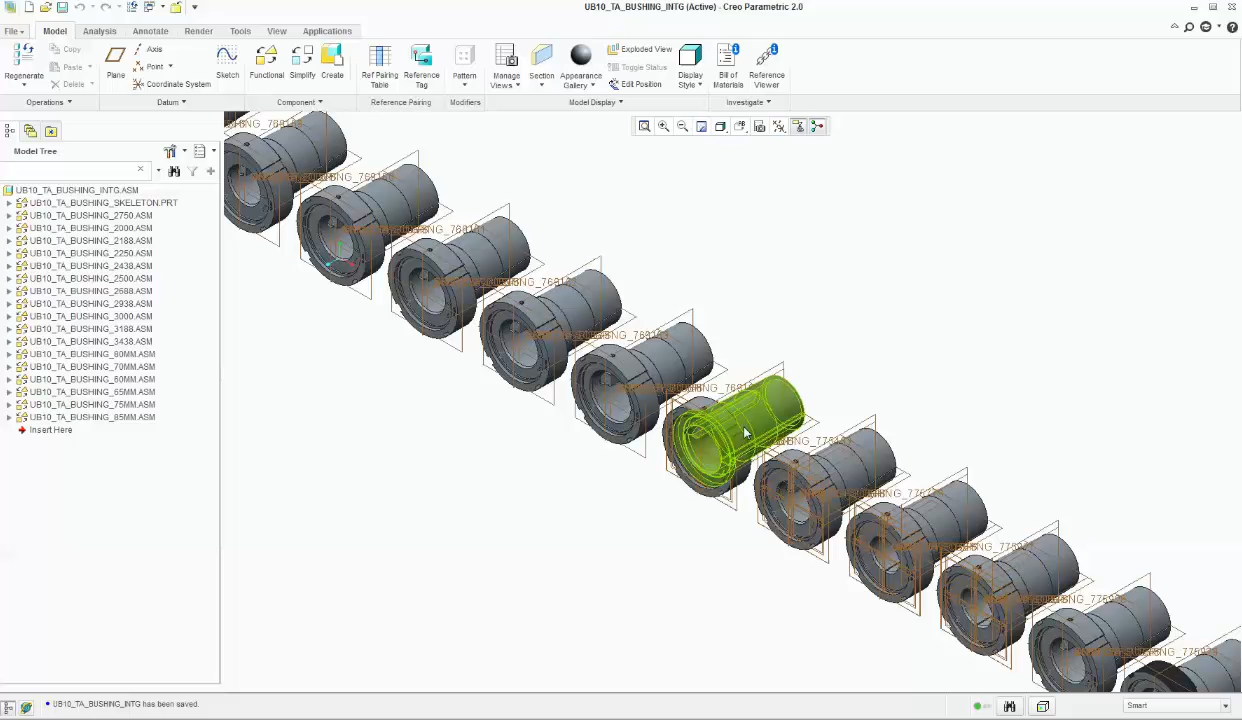 UB10_TA_BUSHING_INTG (Active) - Creo Parametric 2.0
File Model Analysis Annotate Render Tools View Applications
Regenerate
Copy
Paste
Delete
Operations
Plane
Axis
Point
Coordinate System
Sketch
Datum
Functional
Simplify
Create
Component
Ref Pairing Table
Reference Tag
Reference Pairing
Pattern
Modifiers
Manage Views
Section
Appearance Gallery
Exploded View
Toggle Status
Edit Position
Display Style
Model Display
Bill of Materials
Reference Viewer
Investigate
Model Tree
UB10_TA_BUSHING_INTG.ASM
UB10_TA_BUSHING_SKELETON.PRT
UB10_TA_BUSHING_2750.ASM
UB10_TA_BUSHING_2000.ASM
UB10_TA_BUSHING_2188.ASM
UB10_TA_BUSHING_2250.ASM
UB10_TA_BUSHING_2438.ASM
UB10_TA_BUSHING_2500.ASM
UB10_TA_BUSHING_2688.ASM
UB10_TA_BUSHING_2938.ASM
UB10_TA_BUSHING_3000.ASM
UB10_TA_BUSHING_3188.ASM
UB10_TA_BUSHING_3438.ASM
UB10_TA_BUSHING_80MM.ASM
UB10_TA_BUSHING_70MM.ASM
UB10_TA_BUSHING_60MM.ASM
UB10_TA_BUSHING_65MM.ASM
UB10_TA_BUSHING_75MM.ASM
UB10_TA_BUSHING_85MM.ASM
Insert Here
UB10_TA_BUSHING_INTG has been saved.
Smart